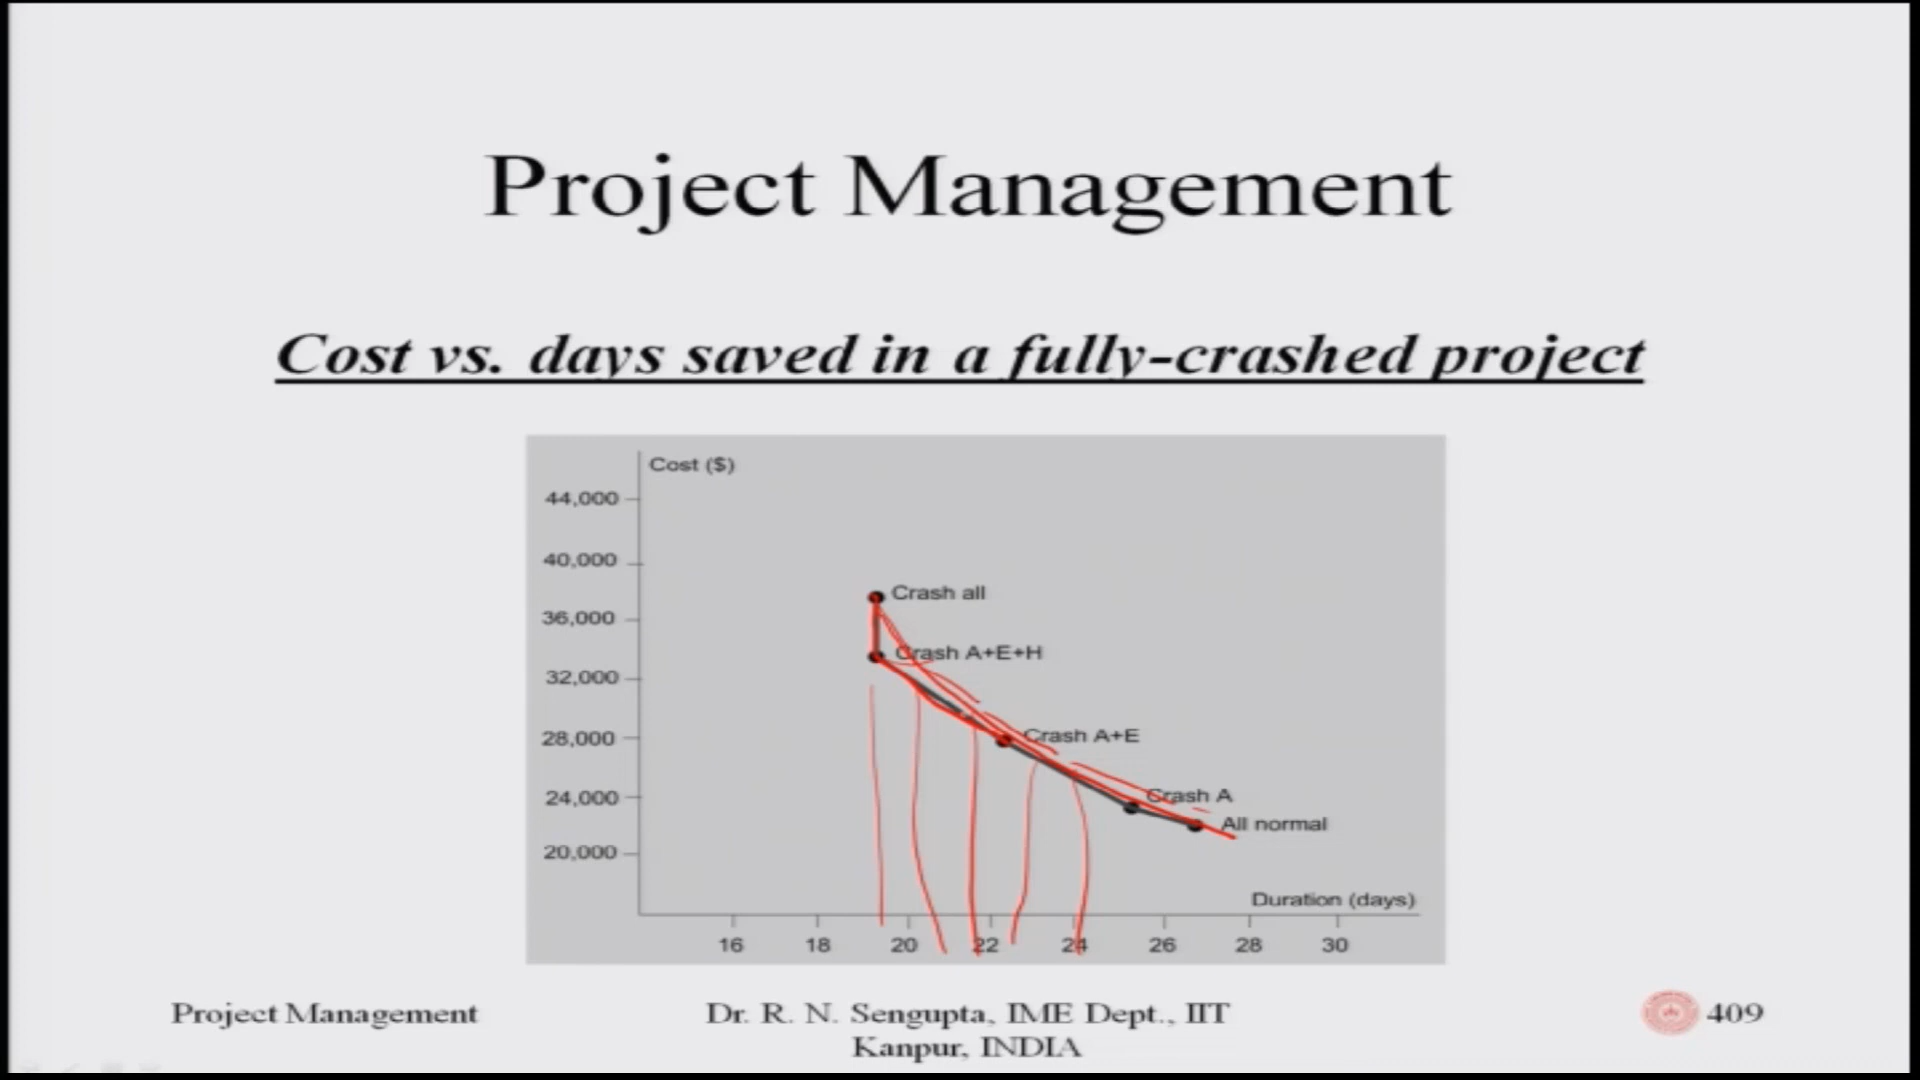 Project Management
Cost vs. days saved in a fully-crashed project
Cost ($)
44,000
40,000
36,000
32,000
28,000
24,000
20,000
Crash all
Crash A+E+H
Crash A+E
Crash A
All normal
Duration (days)
16 18 20 22 24 26 28 30
Project Management
Dr. R. N. Sengupta, IME Dept., IIT
Kanpur, INDIA
409